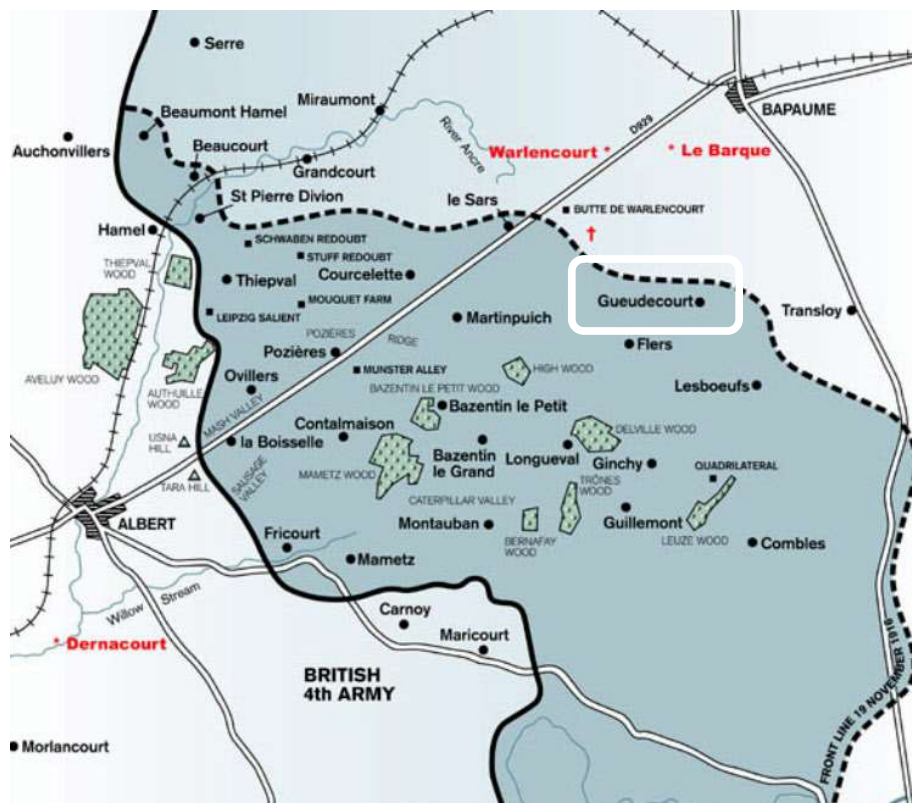 Serre
Beaumont Hamel
Miraumont
BAPAUME
D929
Auchonvillers
Beaucourt
River Ancre
Warlencourt *
* Le Barque
Grandcourt
St Pierre Divion
le Sars
BUTTE DE WARLENCOURT
†
Hamel
SCHWABEN REDOUBT
STUFF REDOUBT
THIEPVAL
WOOD
Thiepval
Courcelette
Gueudecourt
MOUQUET FARM
LEIPZIG SALIENT
Martinpuich
Transloy
POZIÈRES
RIDGE
Pozières
Flers
MUNSTER ALLEY
HIGH WOOD
AVELUY WOOD
Ovillers
BAZENTIN LE PETIT WOOD
Lesboeufs
AUTHUILLE
WOOD
Bazentin le Petit
MASH VALLEY
Contalmaison
DELVILLE WOOD
USNA
HILL
la Boisselle
Bazentin
le Grand
Longueval
Ginchy
QUADRILATERAL
MAMETZ WOOD
TARA HILL
SAUSAGE
VALLEY
TRÔNES
WOOD
CATERPILLAR VALLEY
ALBERT
Montauban
Guillemont
Fricourt
BERNAFAY
WOOD
LEUZE WOOD
Combles
Mametz
Willow Stream
Carnoy
* Dernacourt
Maricourt
BRITISH
4TH ARMY
FRONT LINE 19 NOVEMBER 1916
Morlancourt